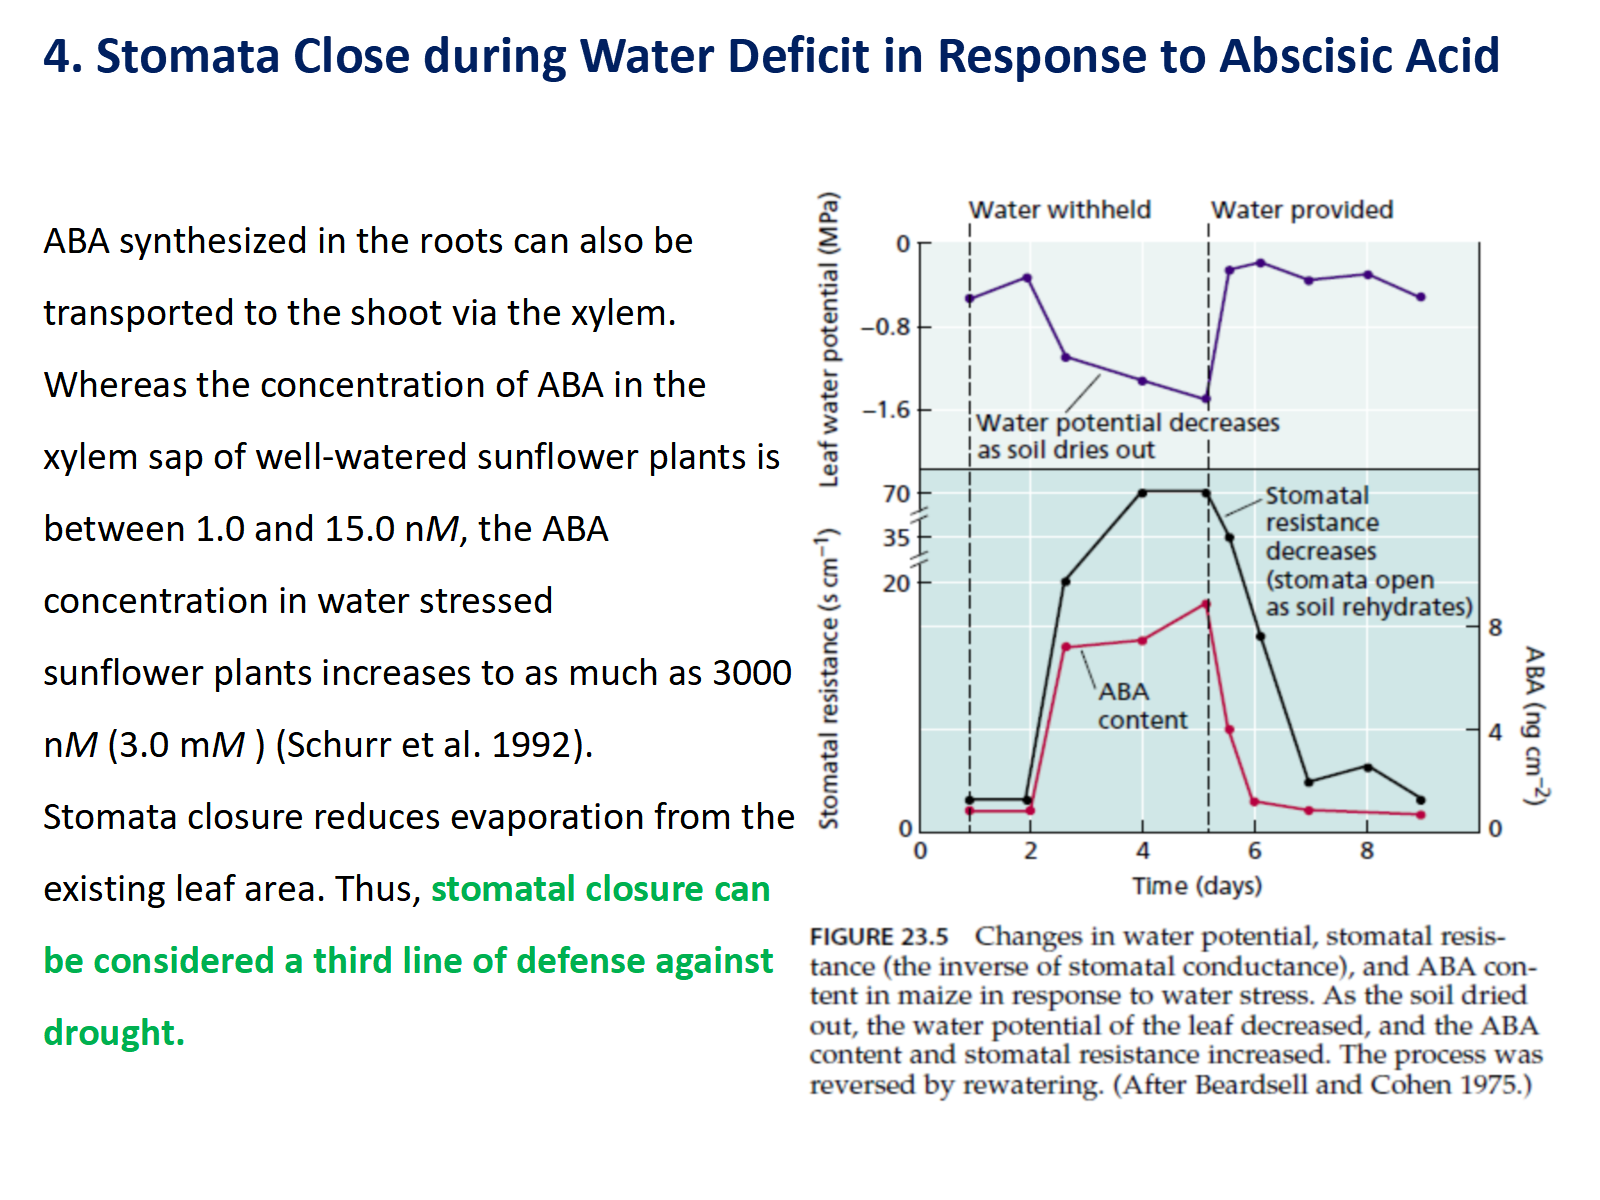 4. Stomata Close during Water Deficit in Response to Abscisic Acid
ABA synthesized in the roots can also be
transported to the shoot via the xylem.
Whereas the concentration of ABA in the
xylem sap of well-watered sunflower plants is
between 1.0 and 15.0 nM, the ABA
concentration in water stressed
sunflower plants increases to as much as 3000
nM (3.0 mM ) (Schurr et al. 1992).
Stomata closure reduces evaporation from the
existing leaf area. Thus, stomatal closure can
be considered a third line of defense against
drought.
Water withheld
Water provided
Leaf water potential (MPa)
0
−0.8
−1.6
Water potential decreases
as soil dries out
Stomatal resistance (s cm−1)
70
35
20
0
Stomatal
resistance
decreases
(stomata open
as soil rehydrates)
ABA
content
8
4
0
ABA (ng cm−2)
0 2 4 6 8
Time (days)
FIGURE 23.5 Changes in water potential, stomatal resis-
tance (the inverse of stomatal conductance), and ABA con-
tent in maize in response to water stress. As the soil dried
out, the water potential of the leaf decreased, and the ABA
content and stomatal resistance increased. The process was
reversed by rewatering. (After Beardsell and Cohen 1975.)